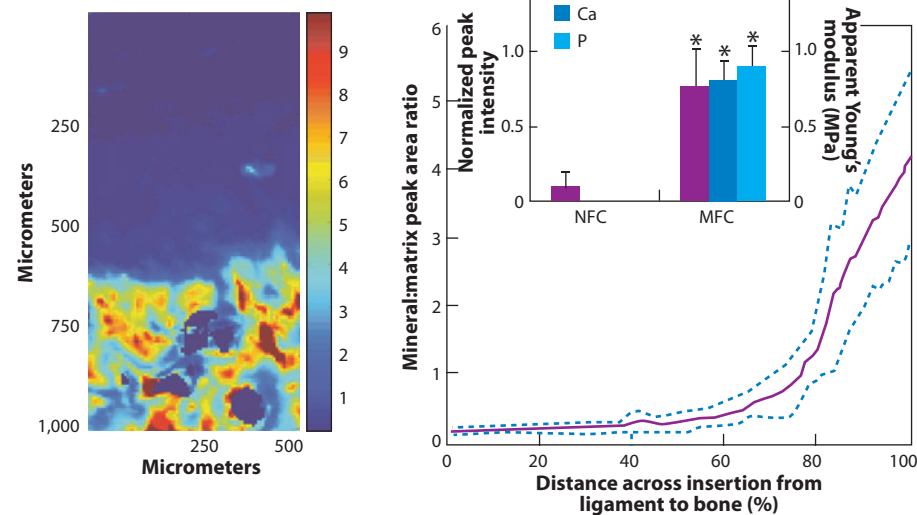 Micrometers
250
500
750
1,000
250
500
Micrometers
9
8
7
6
5
4
3
2
1
Mineral:matrix peak area ratio
6
5
4
3
2
1
0
0
20
40
60
80
100
Distance across insertion from
ligament to bone (%)
Normalized peak
intensity
1.0
0.5
0
Ca
P
*
*
*
NFC
MFC
1.0
0.5
0
Apparent Young's
modulus (MPa)